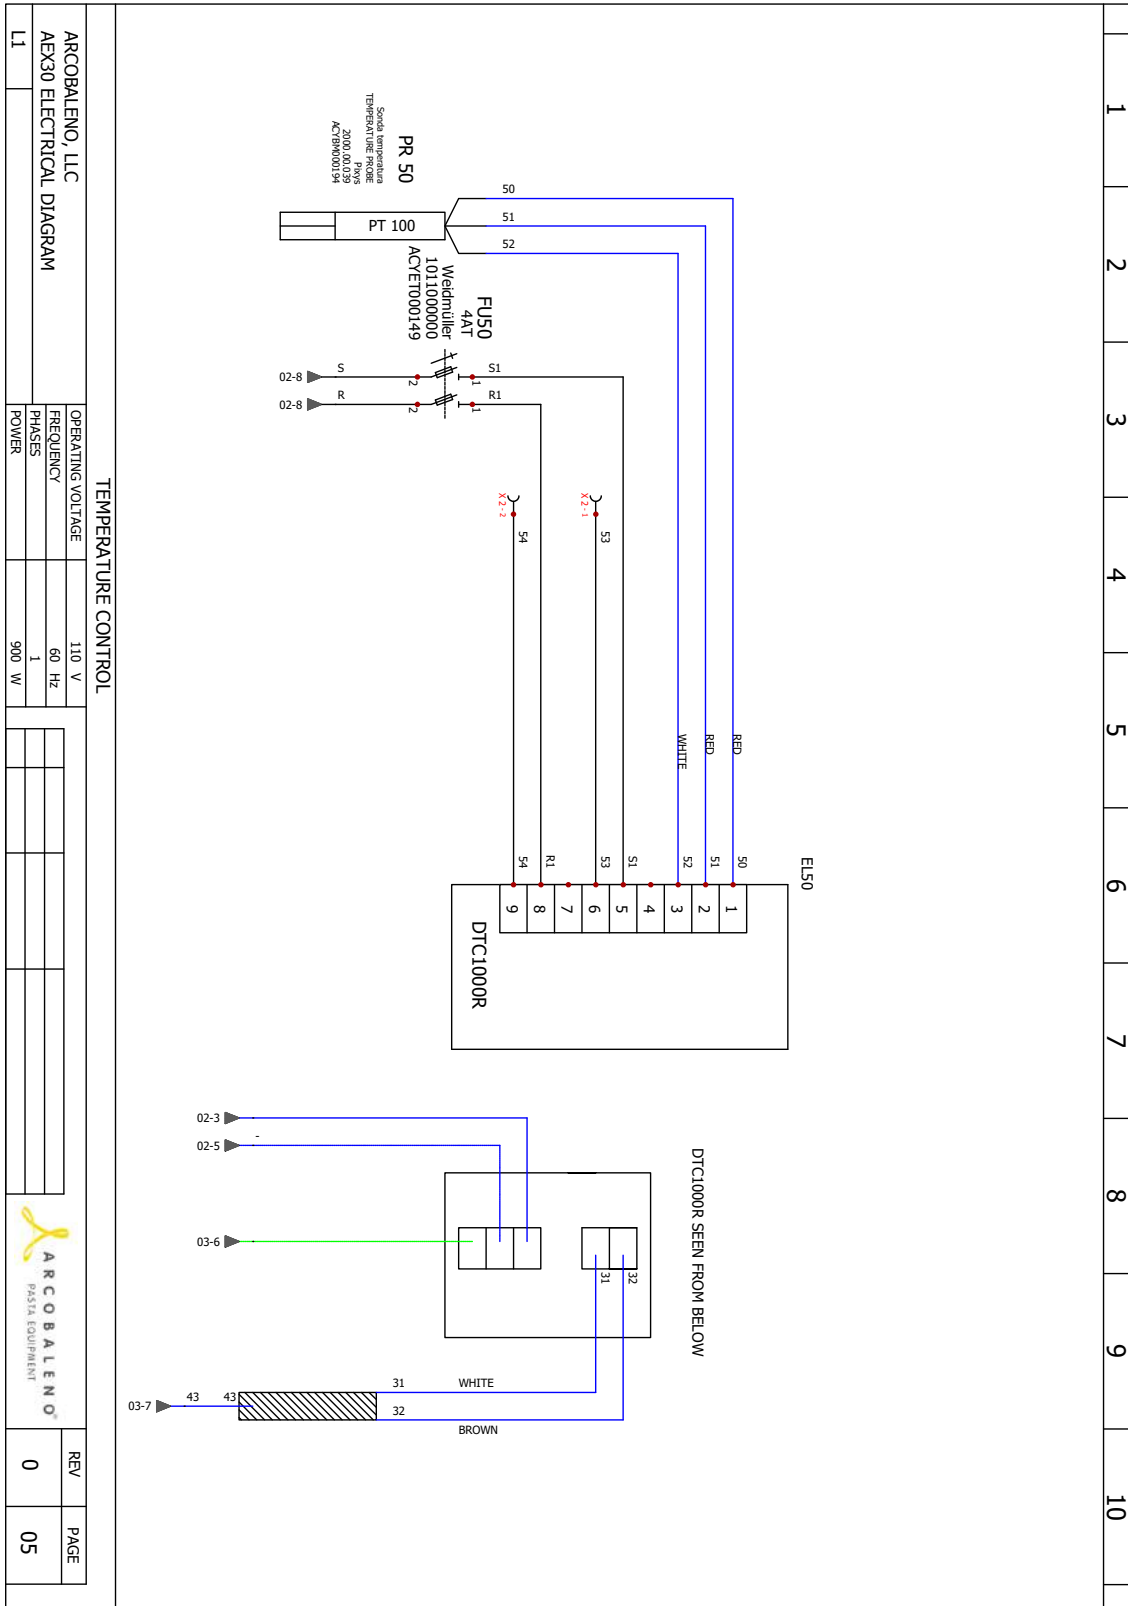 1
2
3
4
5
6
7
8
9
10
PR 50
Sonda temperatura
TEMPERATURE PROBE
Pixys
2000.00.039
ACYBM000194
PT 100
50
51
52
FU50
4AT
Weidmüller
1011000000
ACYET000149
02-8
S
2
1
S1
02-8
R
2
1
R1
X2-2
54
X2-1
53
WHITE
RED
RED
EL50
54
R1
53
S1
52
51
50
9
8
7
6
5
4
3
2
1
DTC1000R
02-3
-
02-5
-
03-6
-
DTC1000R SEEN FROM BELOW
31
32
03-7
43
43
31
WHITE
32
BROWN
TEMPERATURE CONTROL
ARCOBALENO, LLC
AEX30 ELECTRICAL DIAGRAM
L1
OPERATING VOLTAGE
110 V
FREQUENCY
60 Hz
PHASES
1
POWER
900 W
ARCOBALENO®
PASTA EQUIPMENT
REV
0
PAGE
05